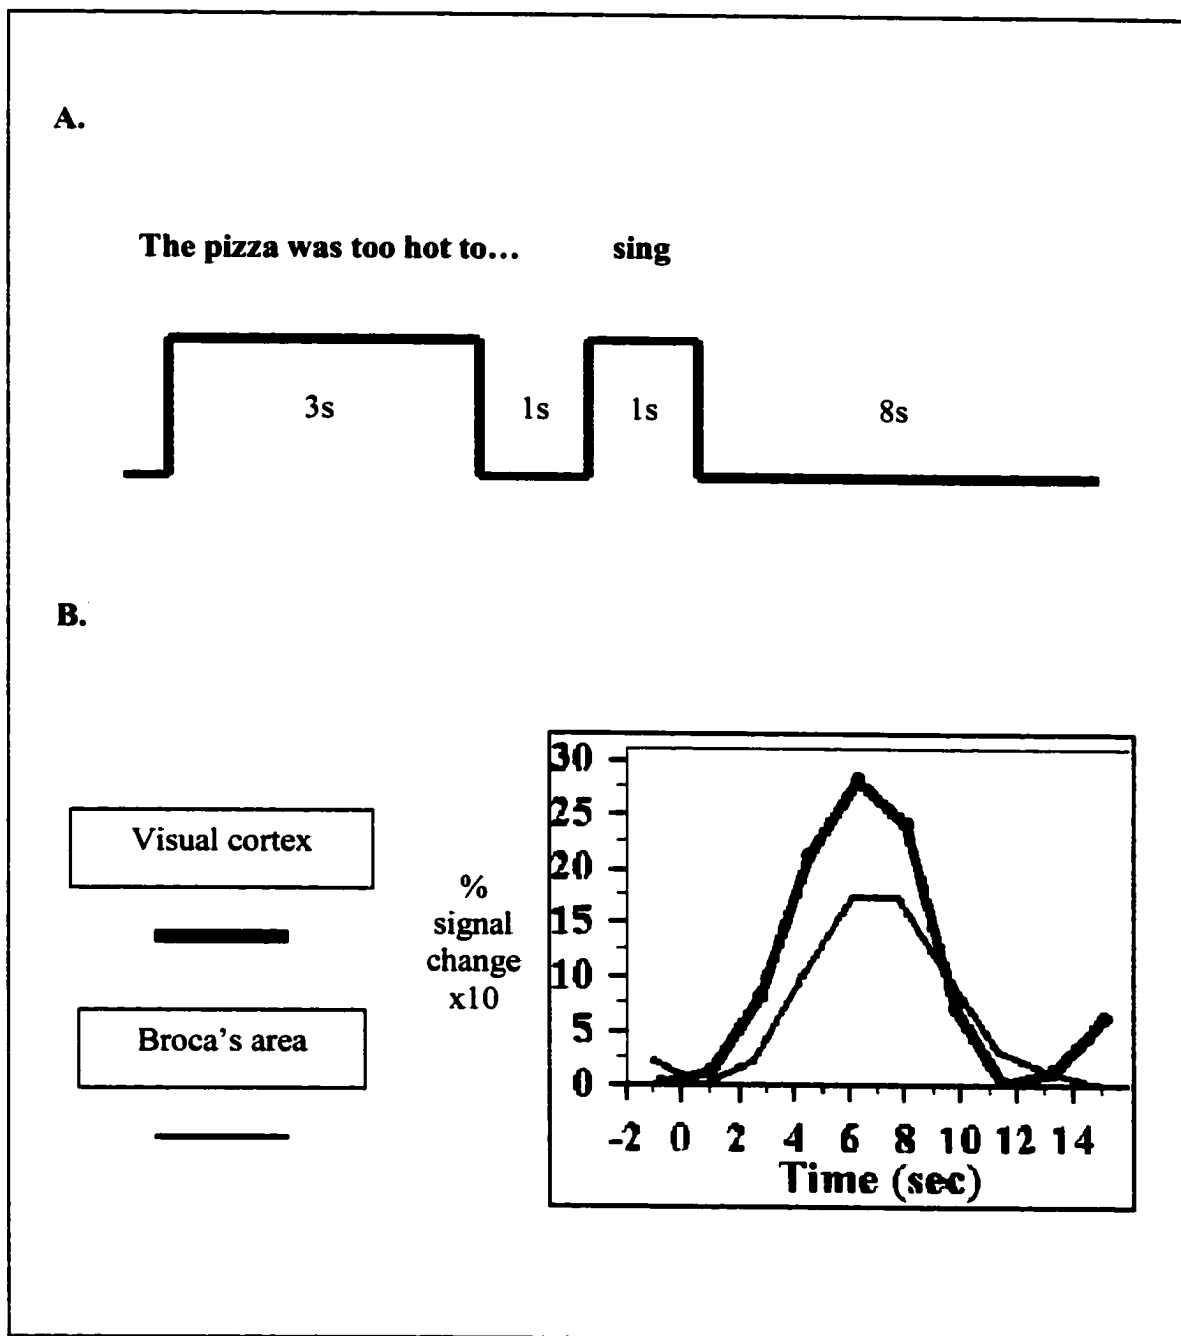 A.
The pizza was too hot to... sing
3s 1s 1s 8s
B.
Visual cortex
Broca's area
%
signal
change
x10
30
25
20
15
10
5
0
-2 0 2 4 6 8 10 12 14
Time (sec)